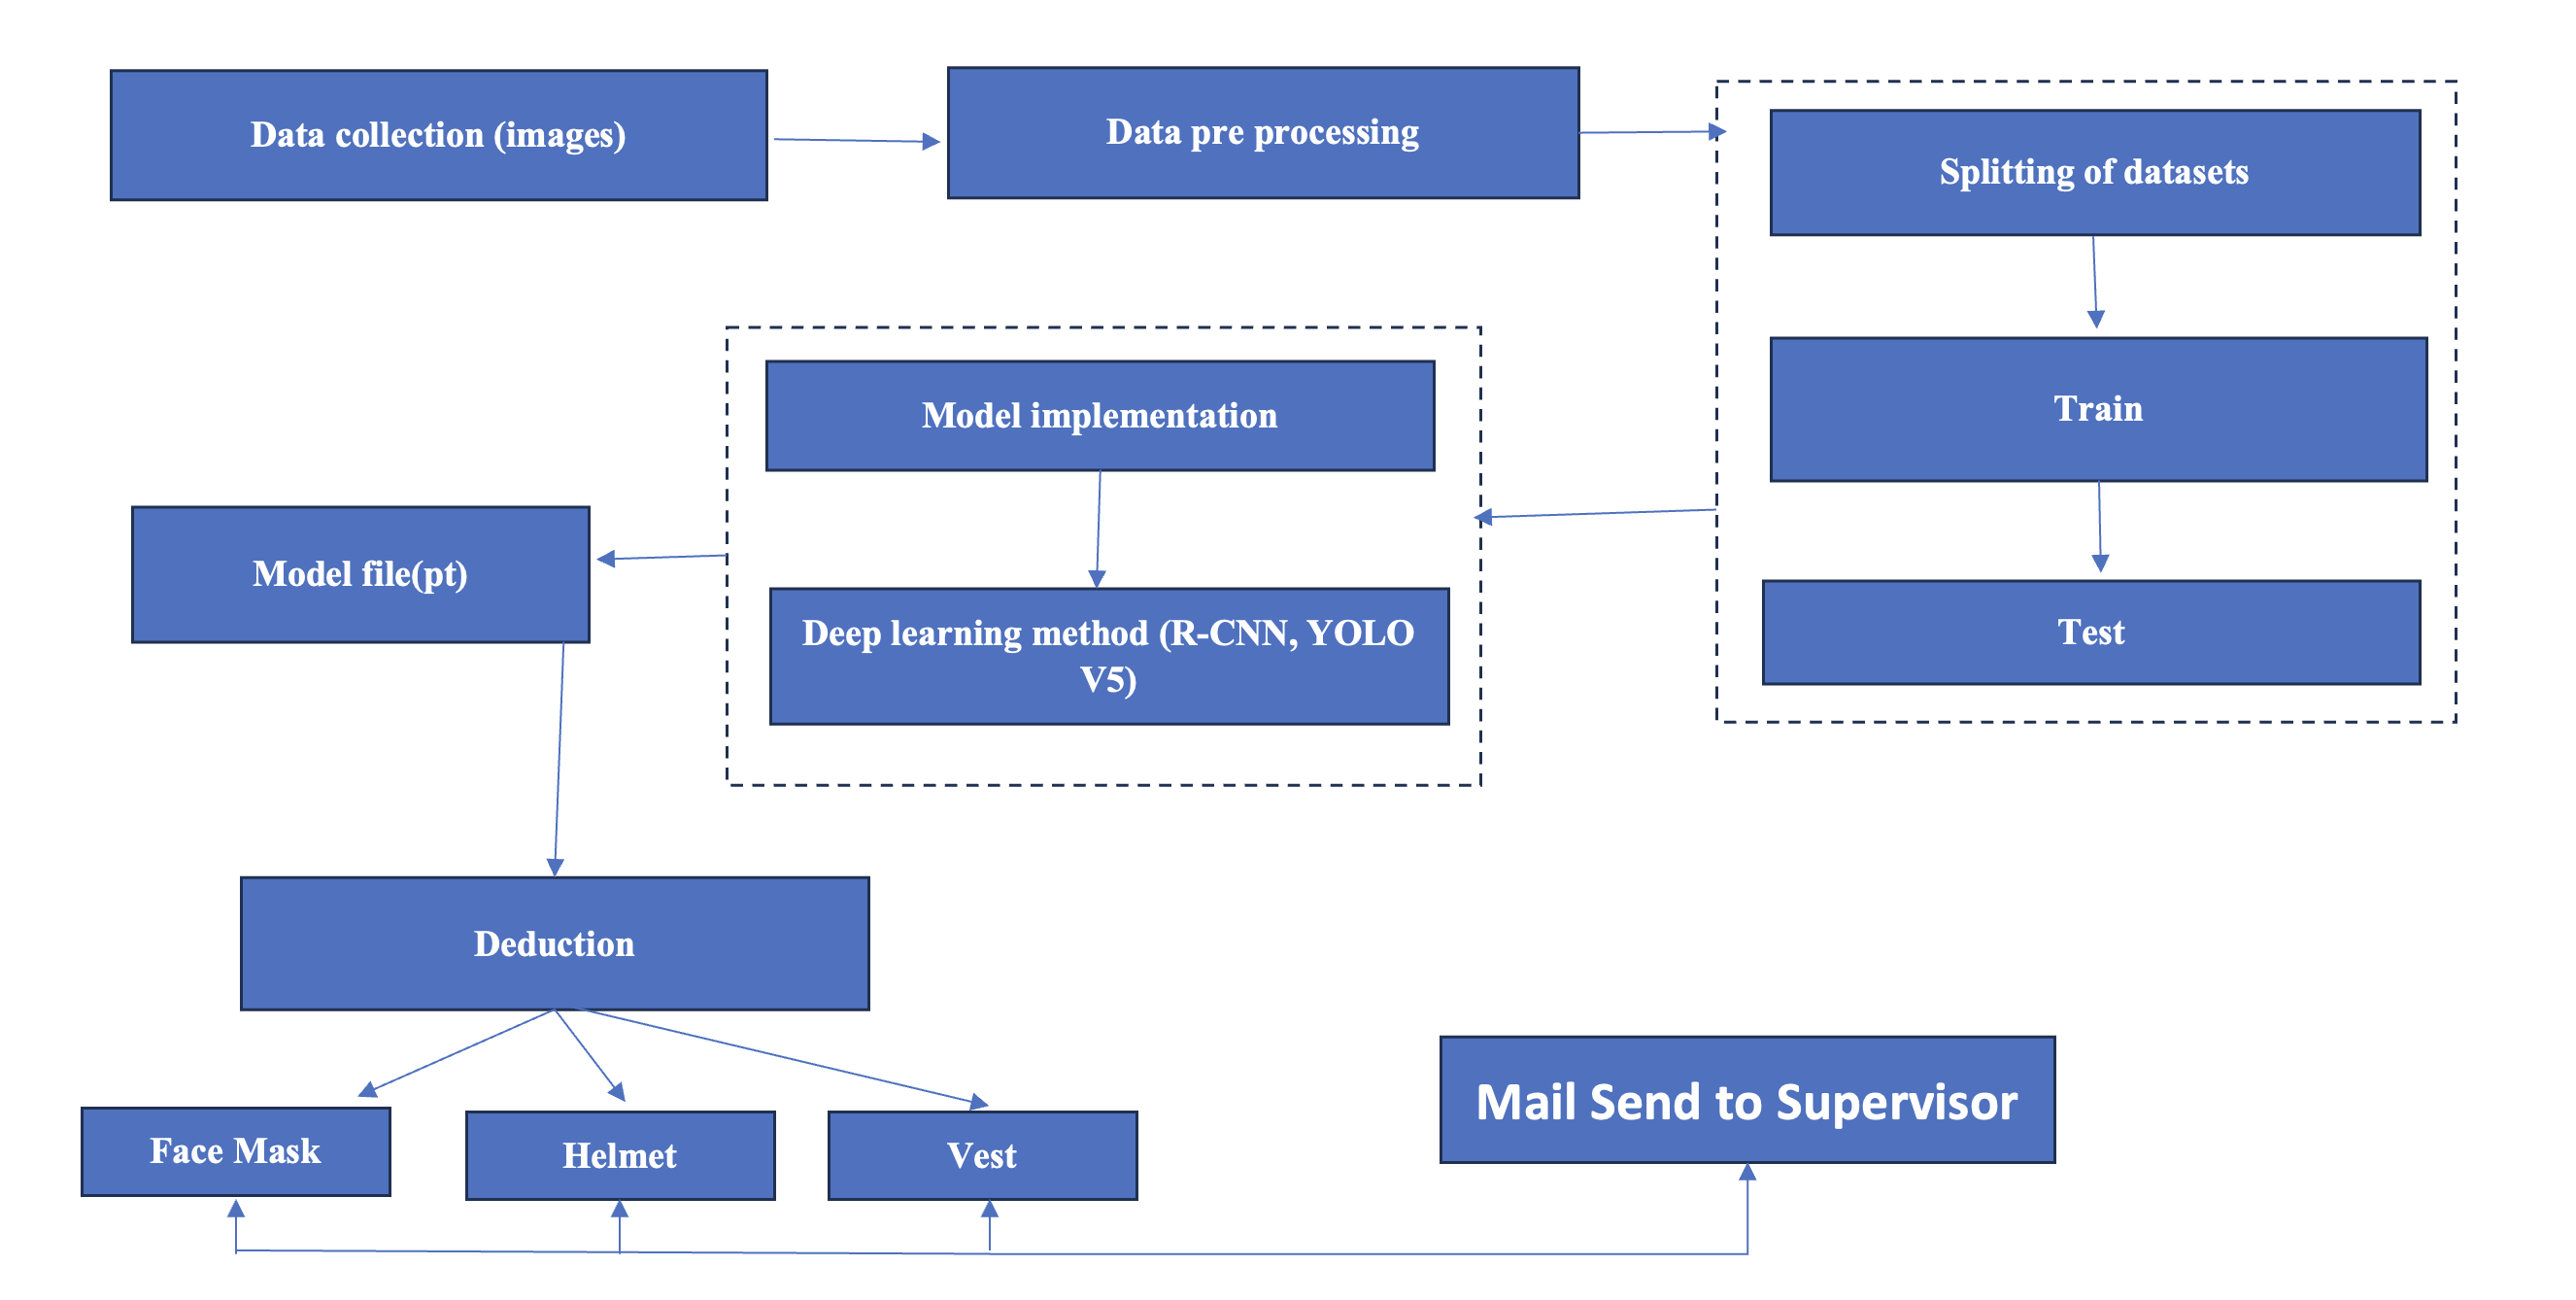 Data collection (images)
Data pre processing
Splitting of datasets
Train
Test
Model implementation
Deep learning method (R-CNN, YOLO
V5)
Model file(pt)
Deduction
Face Mask
Helmet
Vest
Mail Send to Supervisor